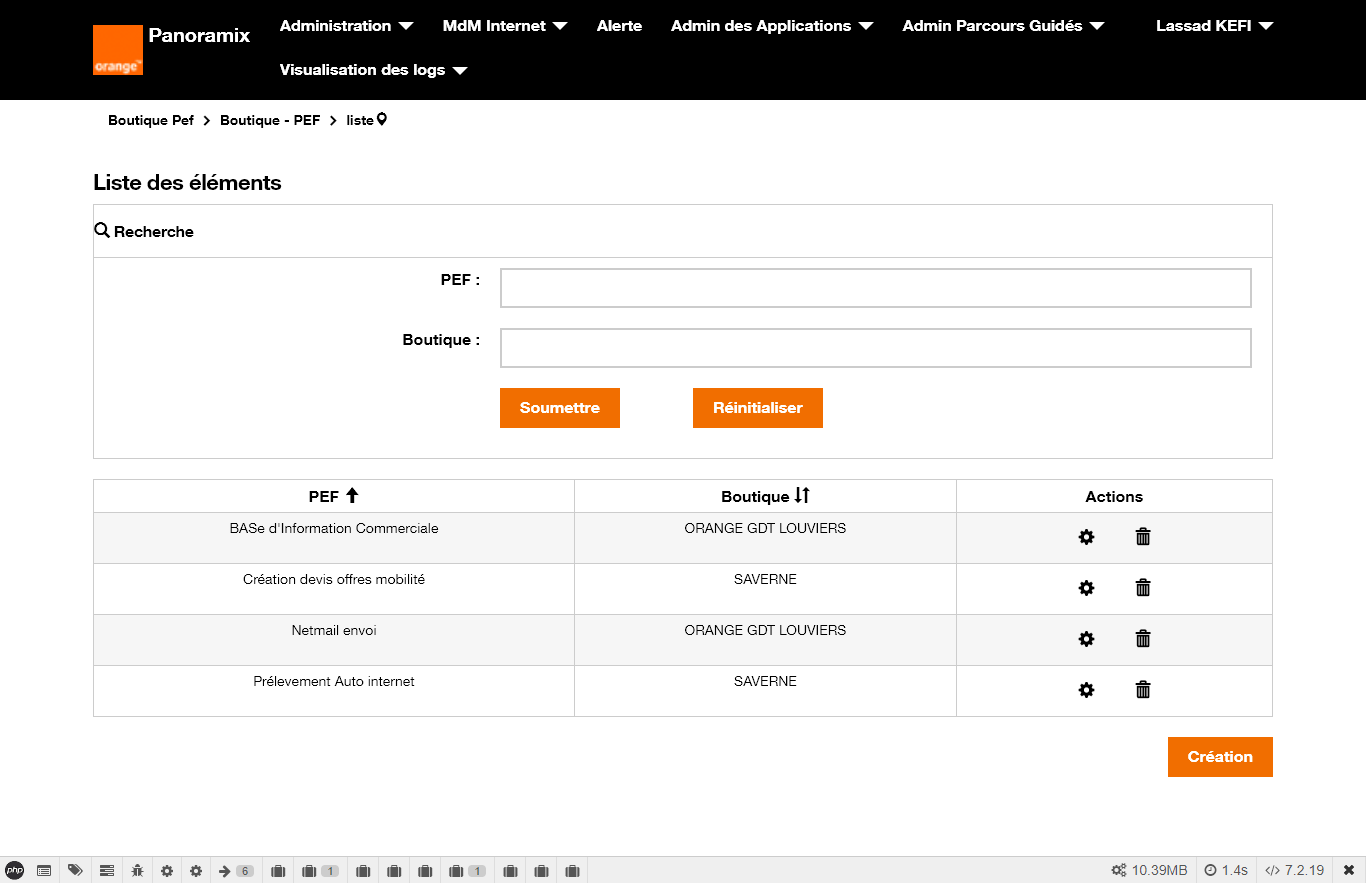 Administration MdM Internet Alerte Admin des Applications Admin Parcours Guidés Lassad KEFI
orange™ Panoramix
Visualisation des logs
Boutique Pef > Boutique - PEF > liste
Liste des éléments
Recherche
PEF :
Boutique :
Soumettre Réinitialiser
PEF Boutique Actions
BASe d'Information Commerciale ORANGE GDT LOUVIERS
Création devis offres mobilité SAVERNE
Netmail envoi ORANGE GDT LOUVIERS
Prélevement Auto internet SAVERNE
Création
php 6 1 1 10.39MB 1.4s </> 7.2.19